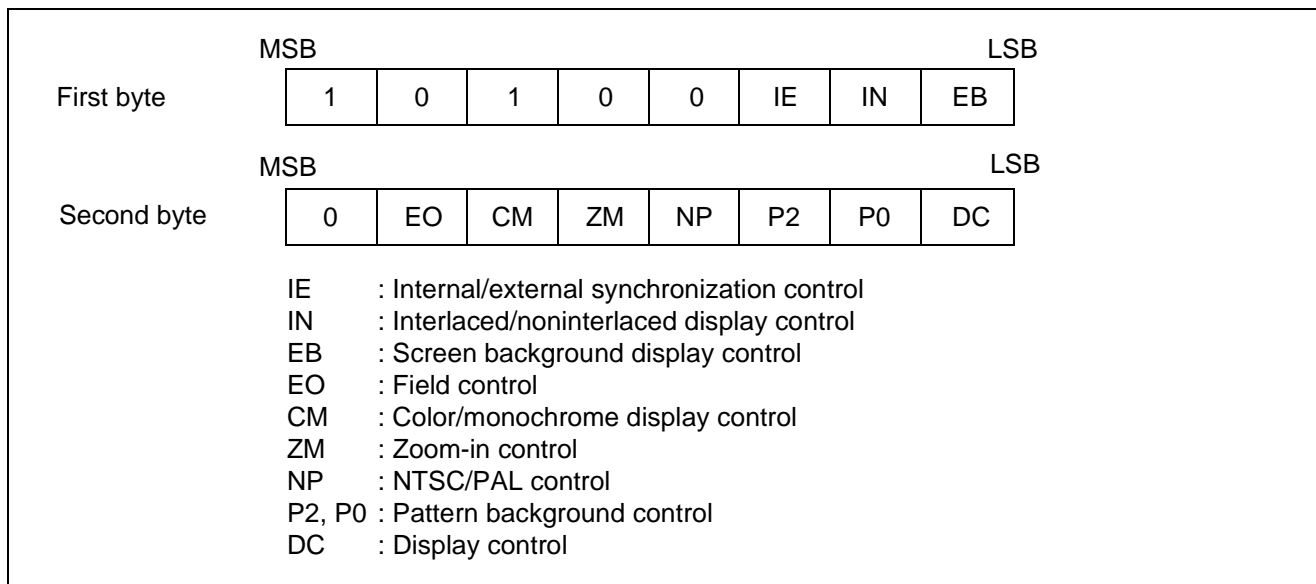 MSB LSB
First byte 1 0 1 0 0 IE IN EB
MSB LSB
Second byte 0 EO CM ZM NP P2 P0 DC
IE : Internal/external synchronization control
IN : Interlaced/noninterlaced display control
EB : Screen background display control
EO : Field control
CM : Color/monochrome display control
ZM : Zoom-in control
NP : NTSC/PAL control
P2, P0 : Pattern background control
DC : Display control